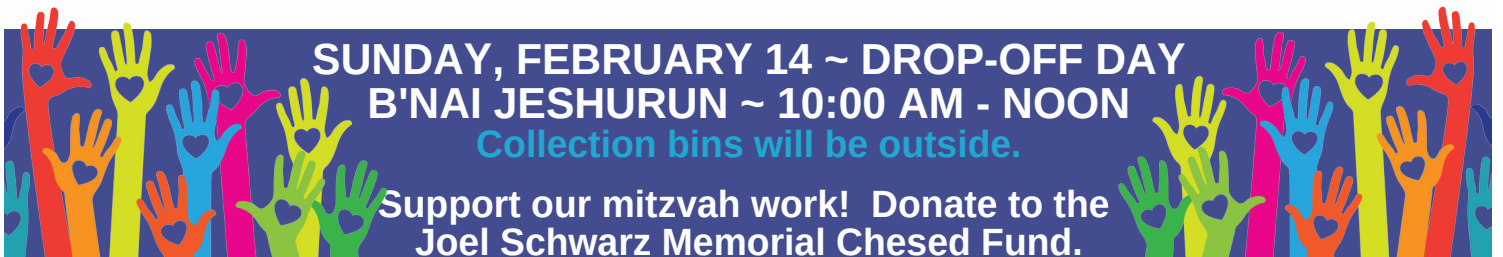 SUNDAY, FEBRUARY 14 ~ DROP-OFF DAY
B'NAI JESHURUN ~ 10:00 AM - NOON
Collection bins will be outside.
Support our mitzvah work!  Donate to the
Joel Schwarz Memorial Chesed Fund.